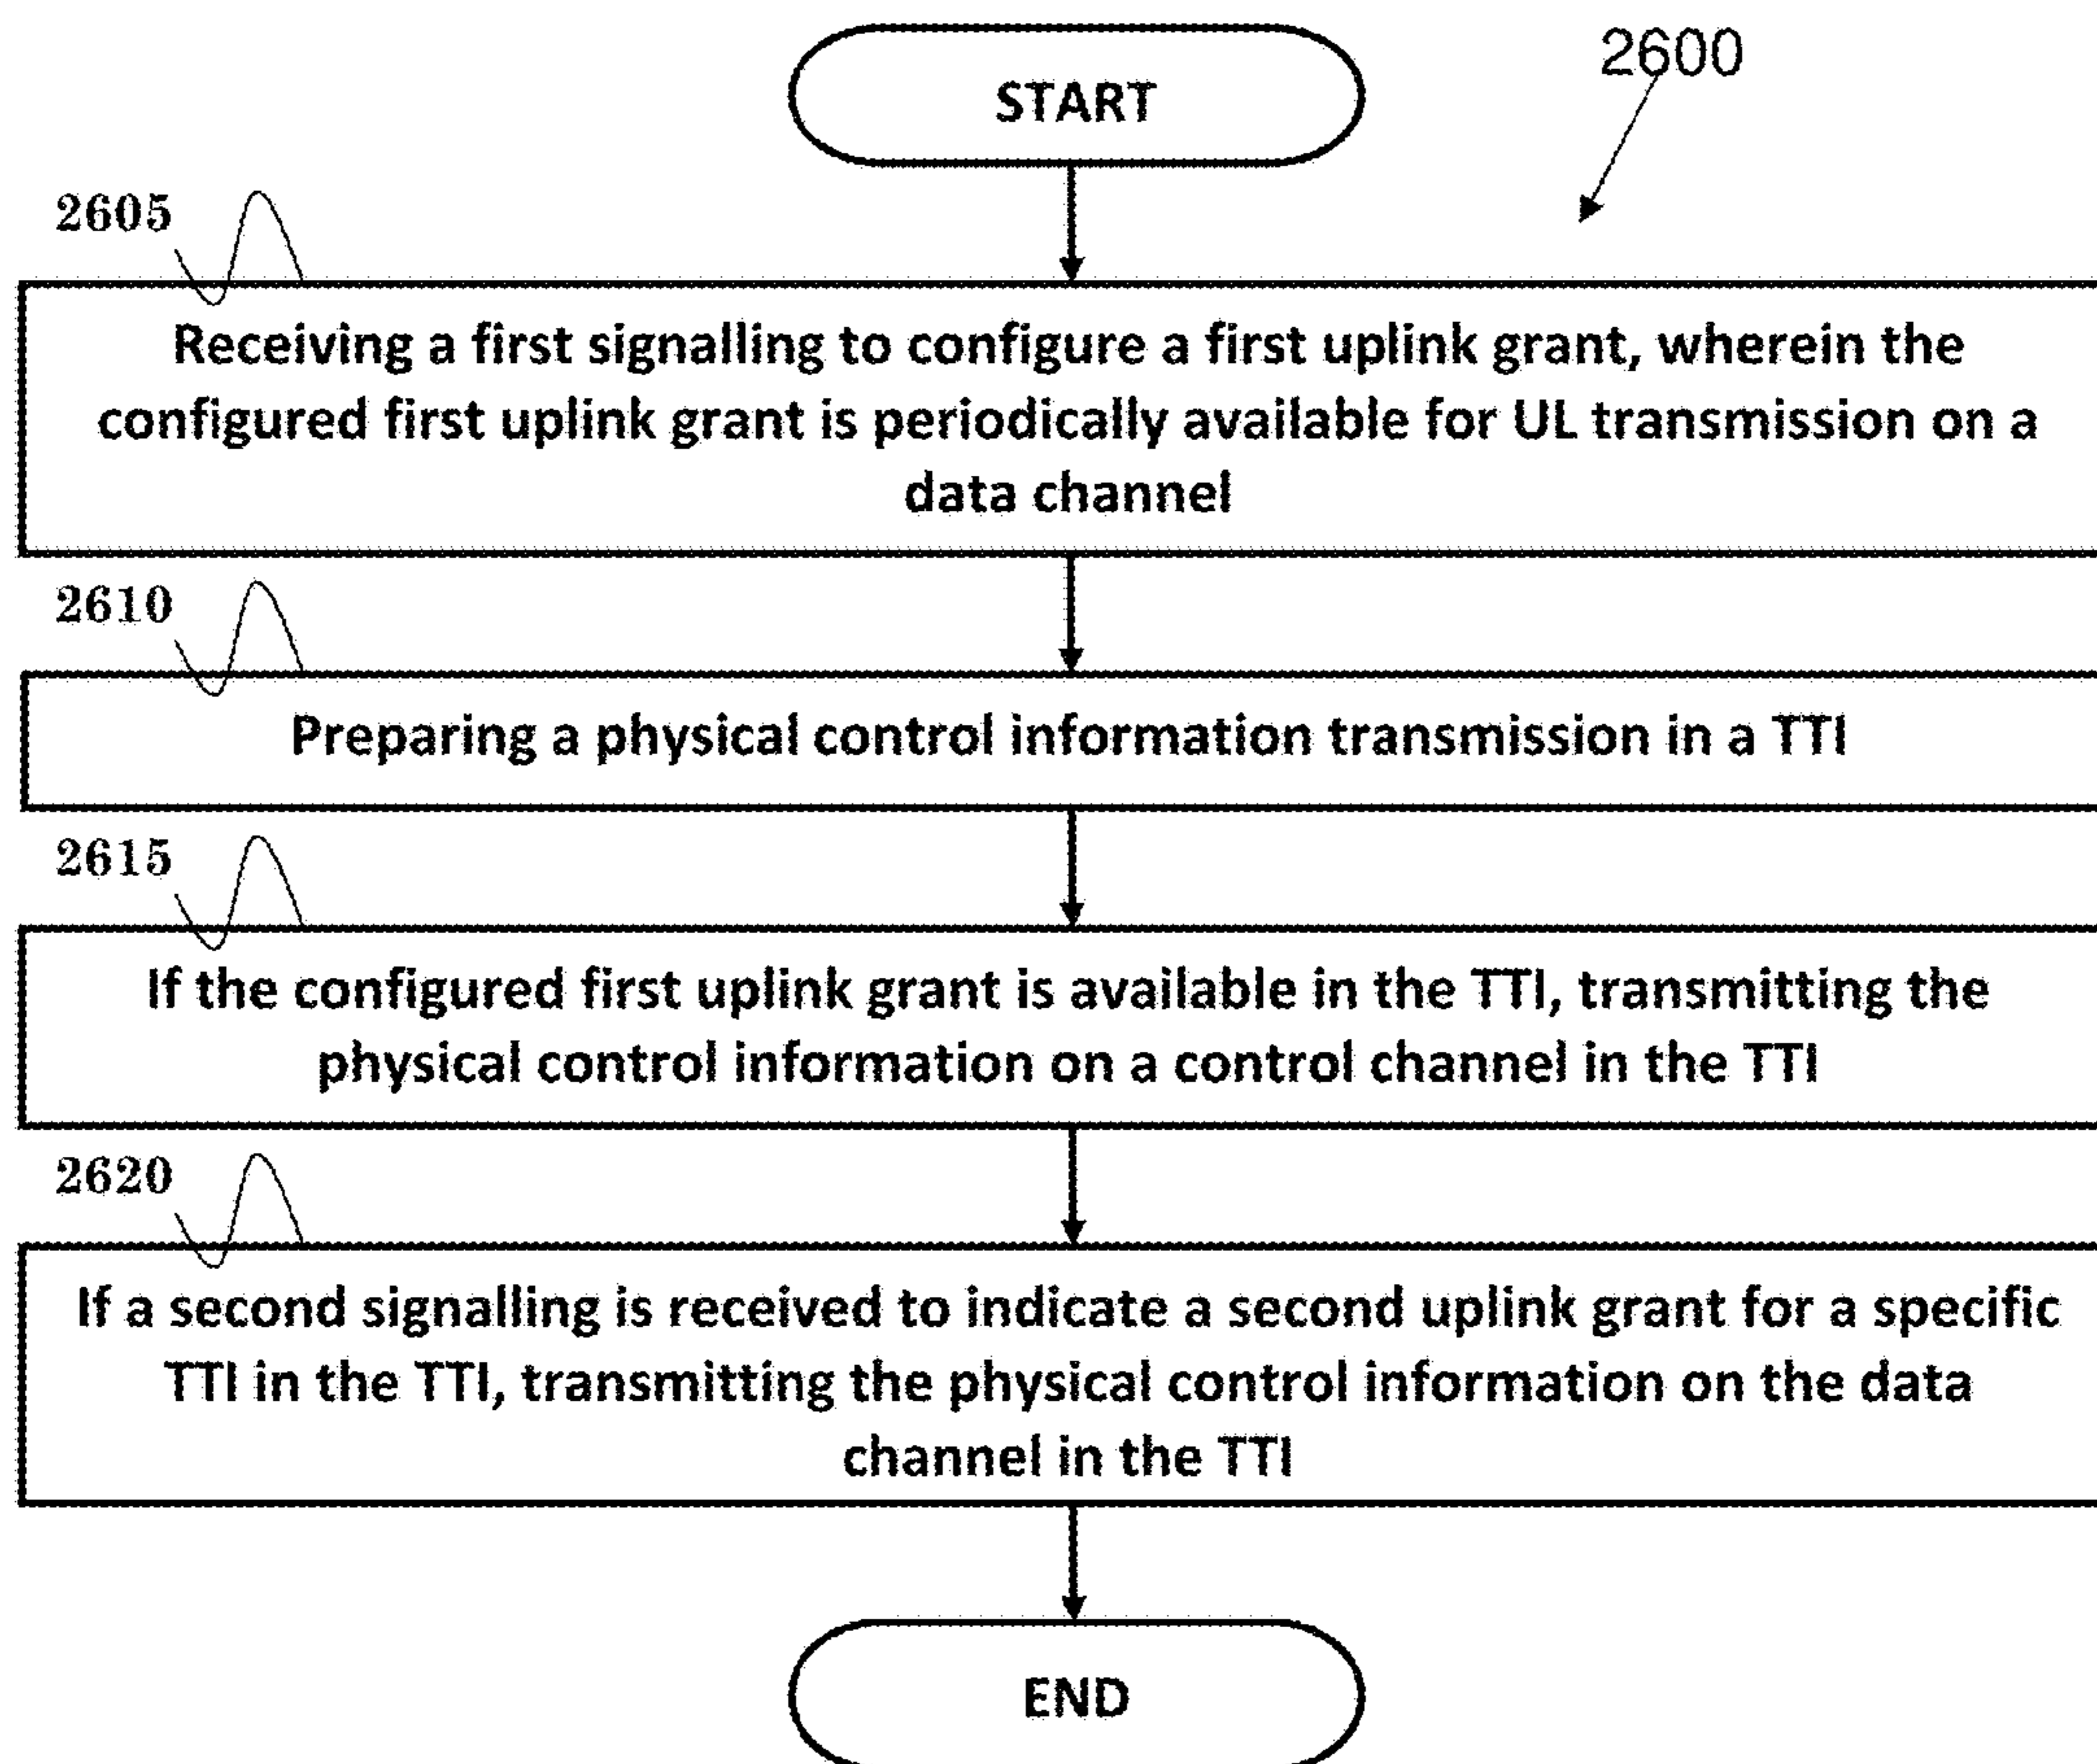 START
2600
2605
Receiving a first signalling to configure a first uplink grant, wherein the
configured first uplink grant is periodically available for UL transmission on a
data channel
2610
Preparing a physical control information transmission in a TTI
2615
If the configured first uplink grant is available in the TTI, transmitting the
physical control information on a control channel in the TTI
2620
If a second signalling is received to indicate a second uplink grant for a specific
TTI in the TTI, transmitting the physical control information on the data
channel in the TTI
END